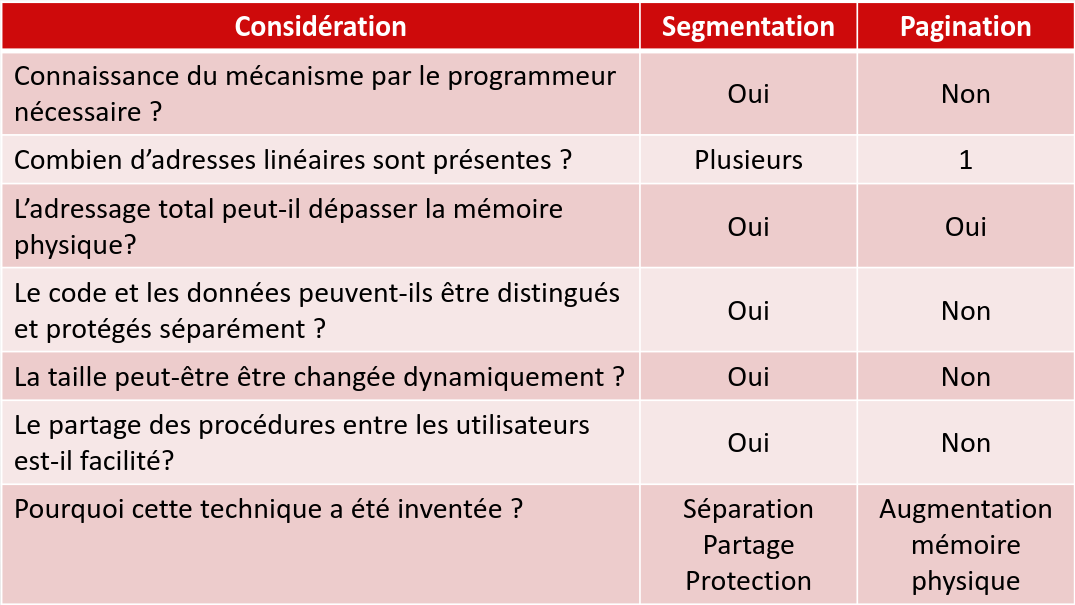 Considération Segmentation Pagination
Connaissance du mécanisme par le programmeur
nécessaire ?
Oui Non
Combien d’adresses linéaires sont présentes ? Plusieurs 1
L’adressage total peut-il dépasser la mémoire
physique?
Oui Oui
Le code et les données peuvent-ils être distingués
et protégés séparément ?
Oui Non
La taille peut-être être changée dynamiquement ? Oui Non
Le partage des procédures entre les utilisateurs
est-il facilité?
Oui Non
Pourquoi cette technique a été inventée ? Séparation Augmentation
Partage mémoire
Protection physique